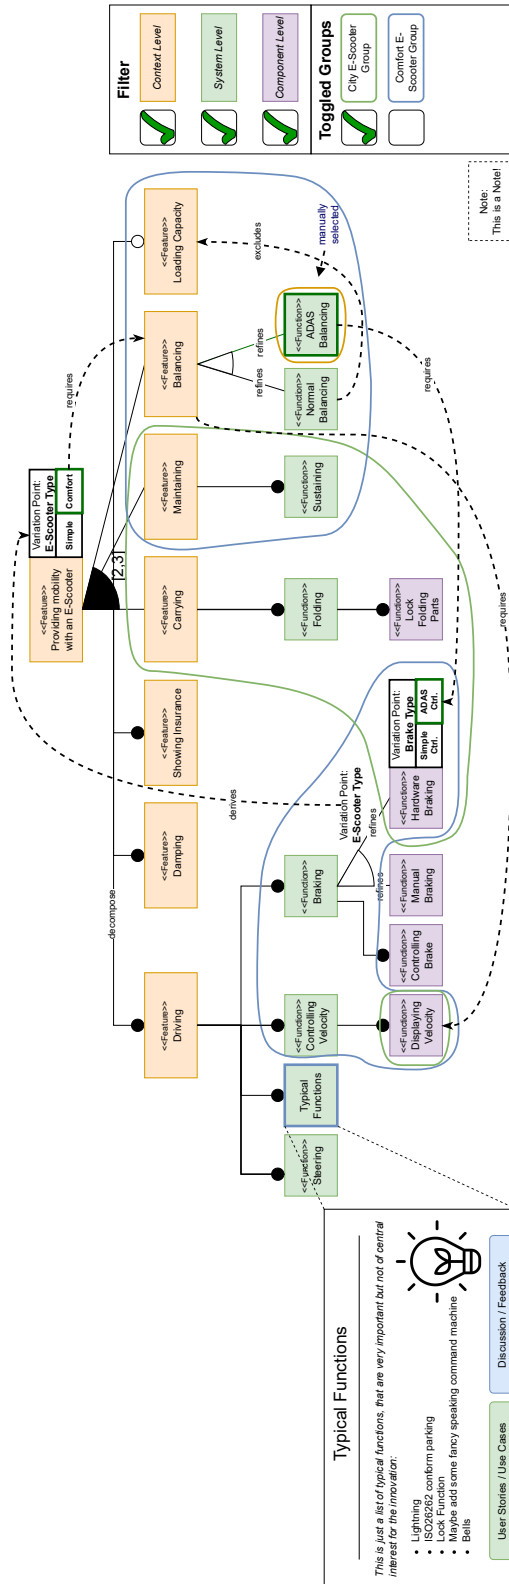 Filter
Context Level
System Level
Component Level
Toggled Groups
City E-Scooter
Group
Comfort E-
Scooter Group
Note:
This is a Note!
<<Feature>>
Providing mobility
with an E-Scooter
Variation Point:
E-Scooter Type
Simple
Comfort
requires
[2,3]
decompose
derives
<<Feature>>
Driving
<<Feature>>
Damping
<<Feature>>
Showing Insurance
<<Feature>>
Carrying
<<Feature>>
Maintaining
<<Feature>>
Balancing
<<Feature>>
Loading Capacity
refines
refines
excludes
manually
selected
<<Function>>
Steering
Typical
Functions
<<Function>>
Controlling
Velocity
<<Function>>
Braking
<<Function>>
Folding
<<Function>>
Sustaining
<<Function>>
Normal
Balancing
<<Function>>
ADAS
Balancing
Variation Point:
E-Scooter Type
refines
refines
requires
requires
<<Function>>
Displaying
Velocity
<<Function>>
Controlling
Brake
<<Function>>
Manual
Braking
<<Function>>
Hardware
Braking
Variation Point:
Brake Type
Simple
Ctrl.
ADAS
Ctrl.
<<Function>>
Lock
Folding
Parts
Typical Functions
This is just a list of typical functions, that are very important but not of central
interest for the innovation:
• Lightning
• ISO26262 conform parking
• Lock Function
• Maybe add some fancy speaking command machine
• Bells
User Stories / Use Cases
Discussion / Feedback